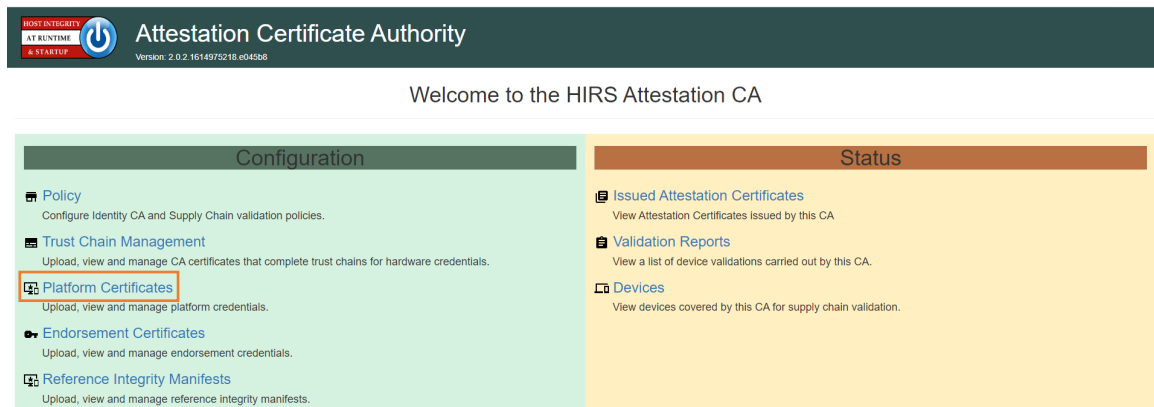 HOST INTEGRITY
AT RUNTIME
& STARTUP
Attestation Certificate Authority
Version: 2.0.2.1614975218.e045b8
Welcome to the HIRS Attestation CA
Configuration
Policy
Configure Identity CA and Supply Chain validation policies.
Trust Chain Management
Upload, view and manage CA certificates that complete trust chains for hardware credentials.
Platform Certificates
Upload, view and manage platform credentials.
Endorsement Certificates
Upload, view and manage endorsement credentials.
Reference Integrity Manifests
Upload, view and manage reference integrity manifests.
Status
Issued Attestation Certificates
View Attestation Certificates issued by this CA
Validation Reports
View a list of device validations carried out by this CA.
Devices
View devices covered by this CA for supply chain validation.